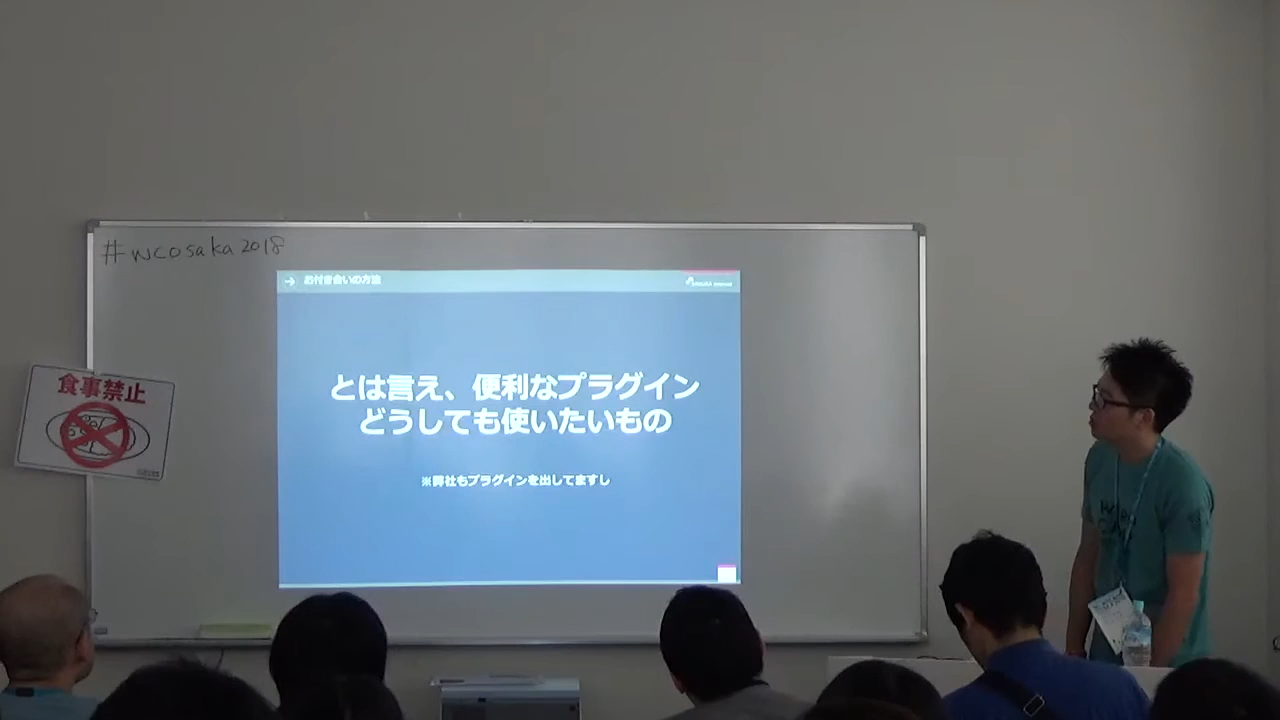 #wcosaka2018
お付き合いの方法
食事禁止
とは言え、便利なプラグイン
どうしても使いたいもの
※弊社もプラグインを出してますし